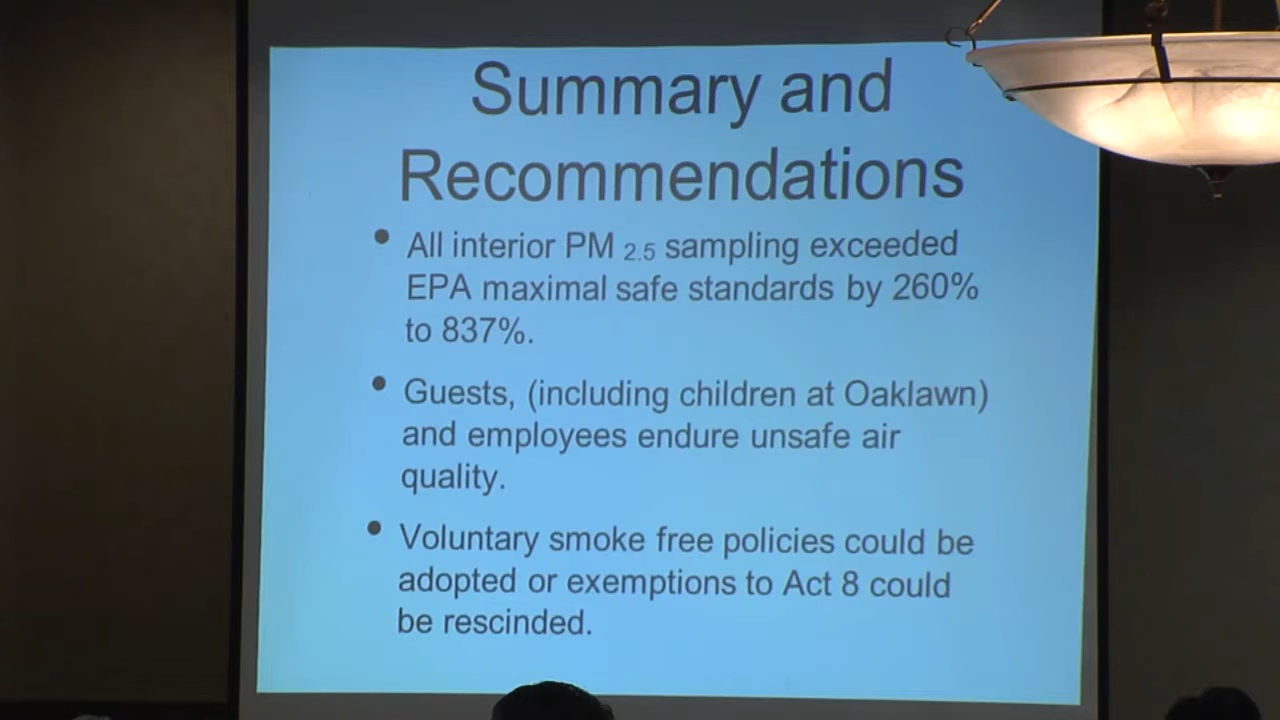 Summary and
Recommendations
• All interior PM 2.5 sampling exceeded
EPA maximal safe standards by 260%
to 837%.
• Guests, (including children at Oaklawn)
and employees endure unsafe air
quality.
• Voluntary smoke free policies could be
adopted or exemptions to Act 8 could
be rescinded.